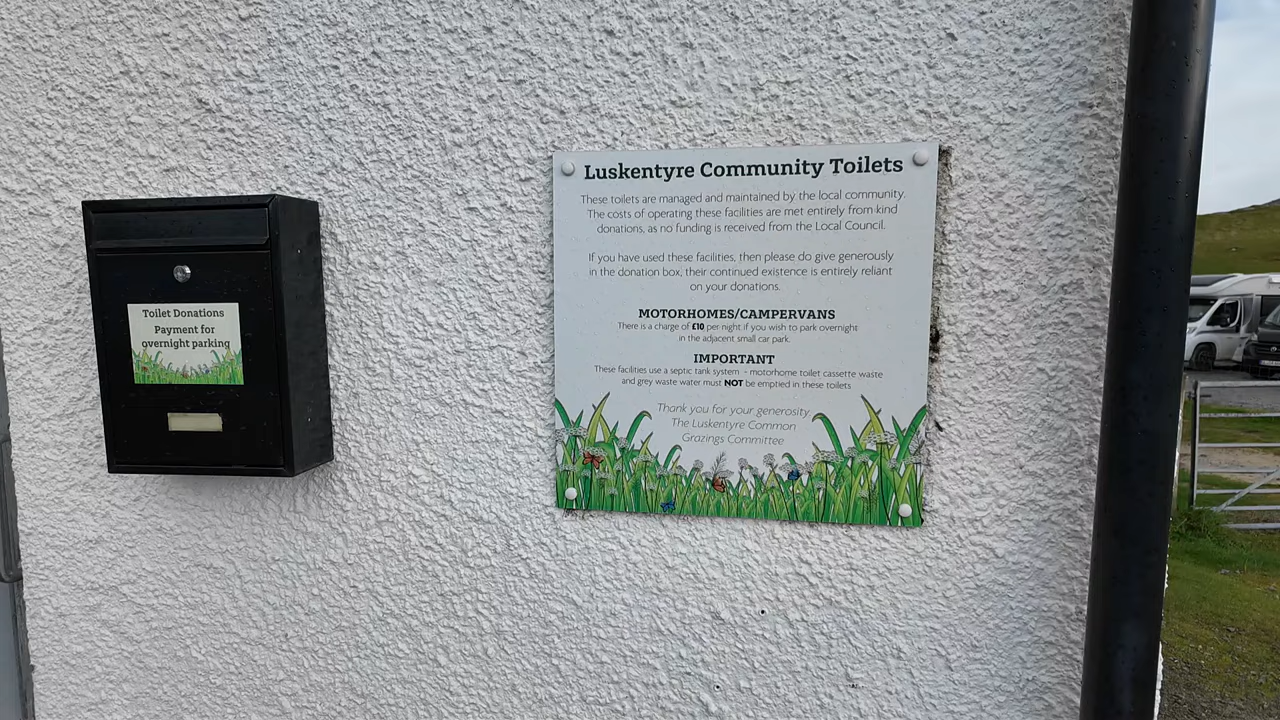 Toilet Donations
Payment for
overnight parking
Luskentyre Community Toilets
These toilets are managed and maintained by the local community.
The costs of operating these facilities are met entirely from kind
donations, as no funding is received from the Local Council.
If you have used these facilities, then please do give generously
in the donation box, their continued existence is entirely reliant
on your donations.
MOTORHOMES/CAMPERVANS
There is a charge of £10 per night if you wish to park overnight
in the adjacent small car park.
IMPORTANT
These facilities use a septic tank system - motorhome toilet cassette waste
and grey waste water must NOT be emptied in these toilets
Thank you for your generosity.
The Luskentyre Common
Grazings Committee